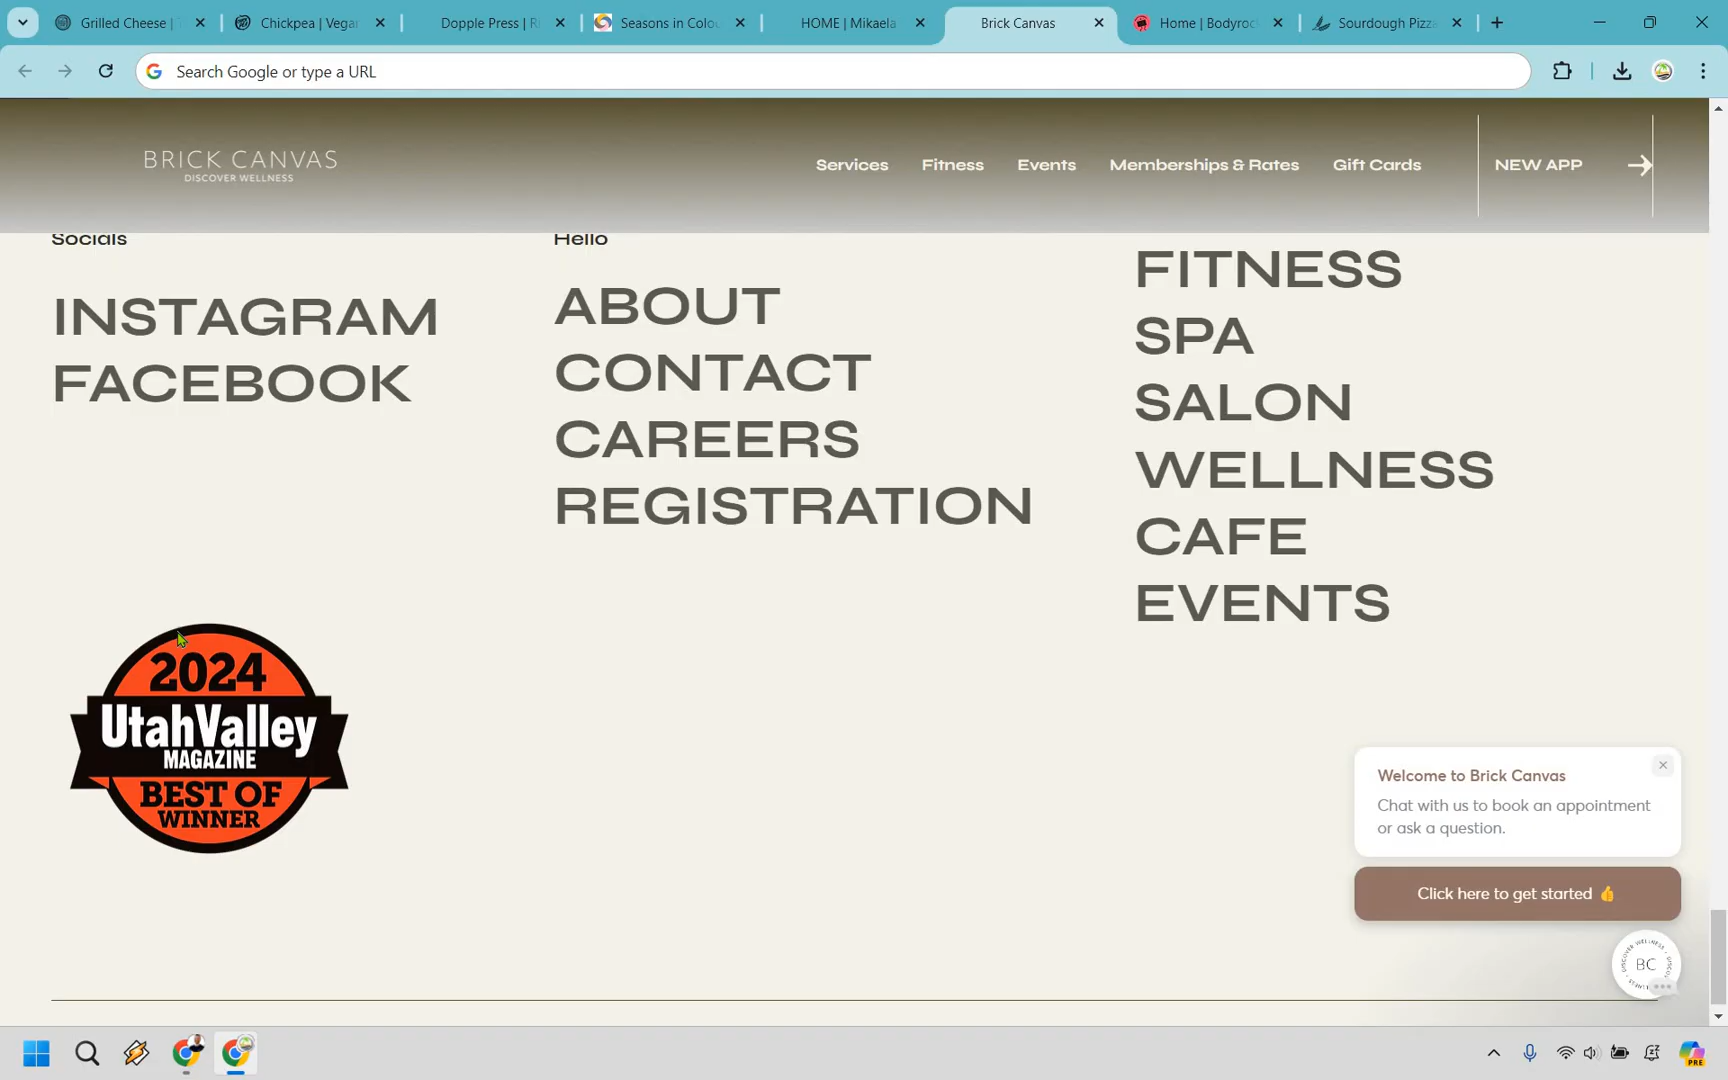 Grilled Cheese |
Chickpea | Vegan
Dopple Press | Ri
Seasons in Colou
HOME | Mikaela
Brick Canvas
Home | Bodyroc
Sourdough Pizza
Search Google or type a URL
BRICK CANVAS
DISCOVER WELLNESS
Services
Fitness
Events
Memberships & Rates
Gift Cards
NEW APP
Socials
INSTAGRAM
FACEBOOK
Hello
ABOUT
CONTACT
CAREERS
REGISTRATION
FITNESS
SPA
SALON
WELLNESS
CAFE
EVENTS
2024
UtahValley
MAGAZINE
BEST OF
WINNER
Welcome to Brick Canvas
Chat with us to book an appointment
or ask a question.
Click here to get started 👍
BC
PRE